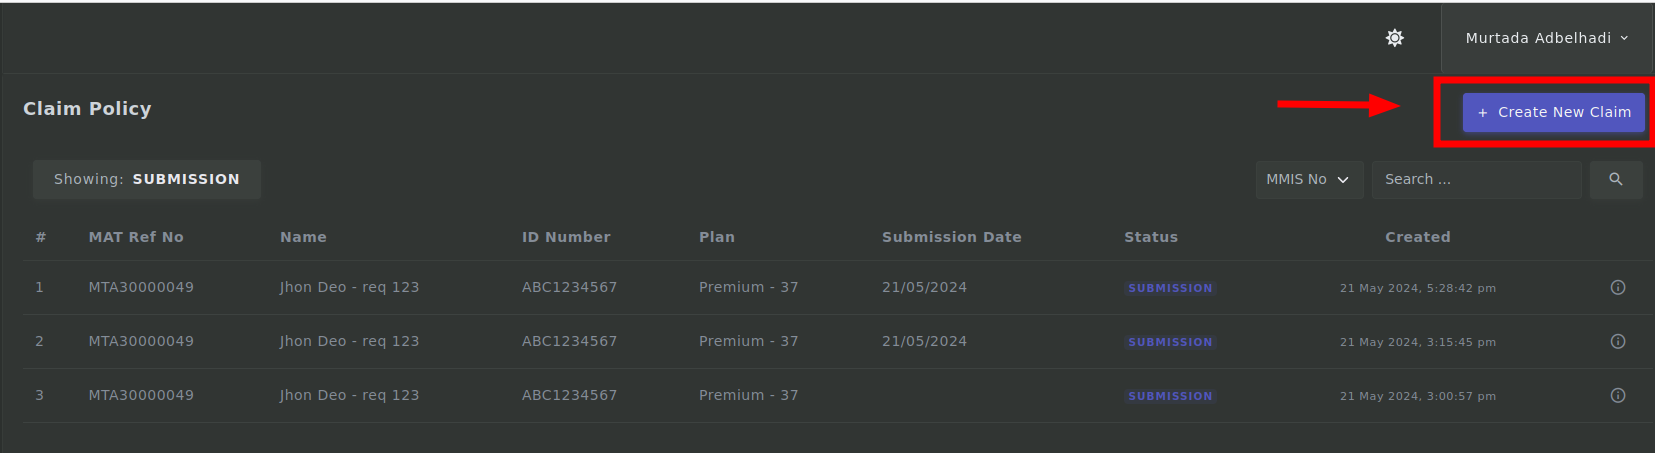 Murtada Adbelhadi
Claim Policy
+ Create New Claim
Showing: SUBMISSION
MMIS No
Search ...
# MAT Ref No Name ID Number Plan Submission Date Status Created
1 MTA30000049 Jhon Deo - req 123 ABC1234567 Premium - 37 21/05/2024 SUBMISSION 21 May 2024, 5:28:42 pm
2 MTA30000049 Jhon Deo - req 123 ABC1234567 Premium - 37 21/05/2024 SUBMISSION 21 May 2024, 3:15:45 pm
3 MTA30000049 Jhon Deo - req 123 ABC1234567 Premium - 37 SUBMISSION 21 May 2024, 3:00:57 pm